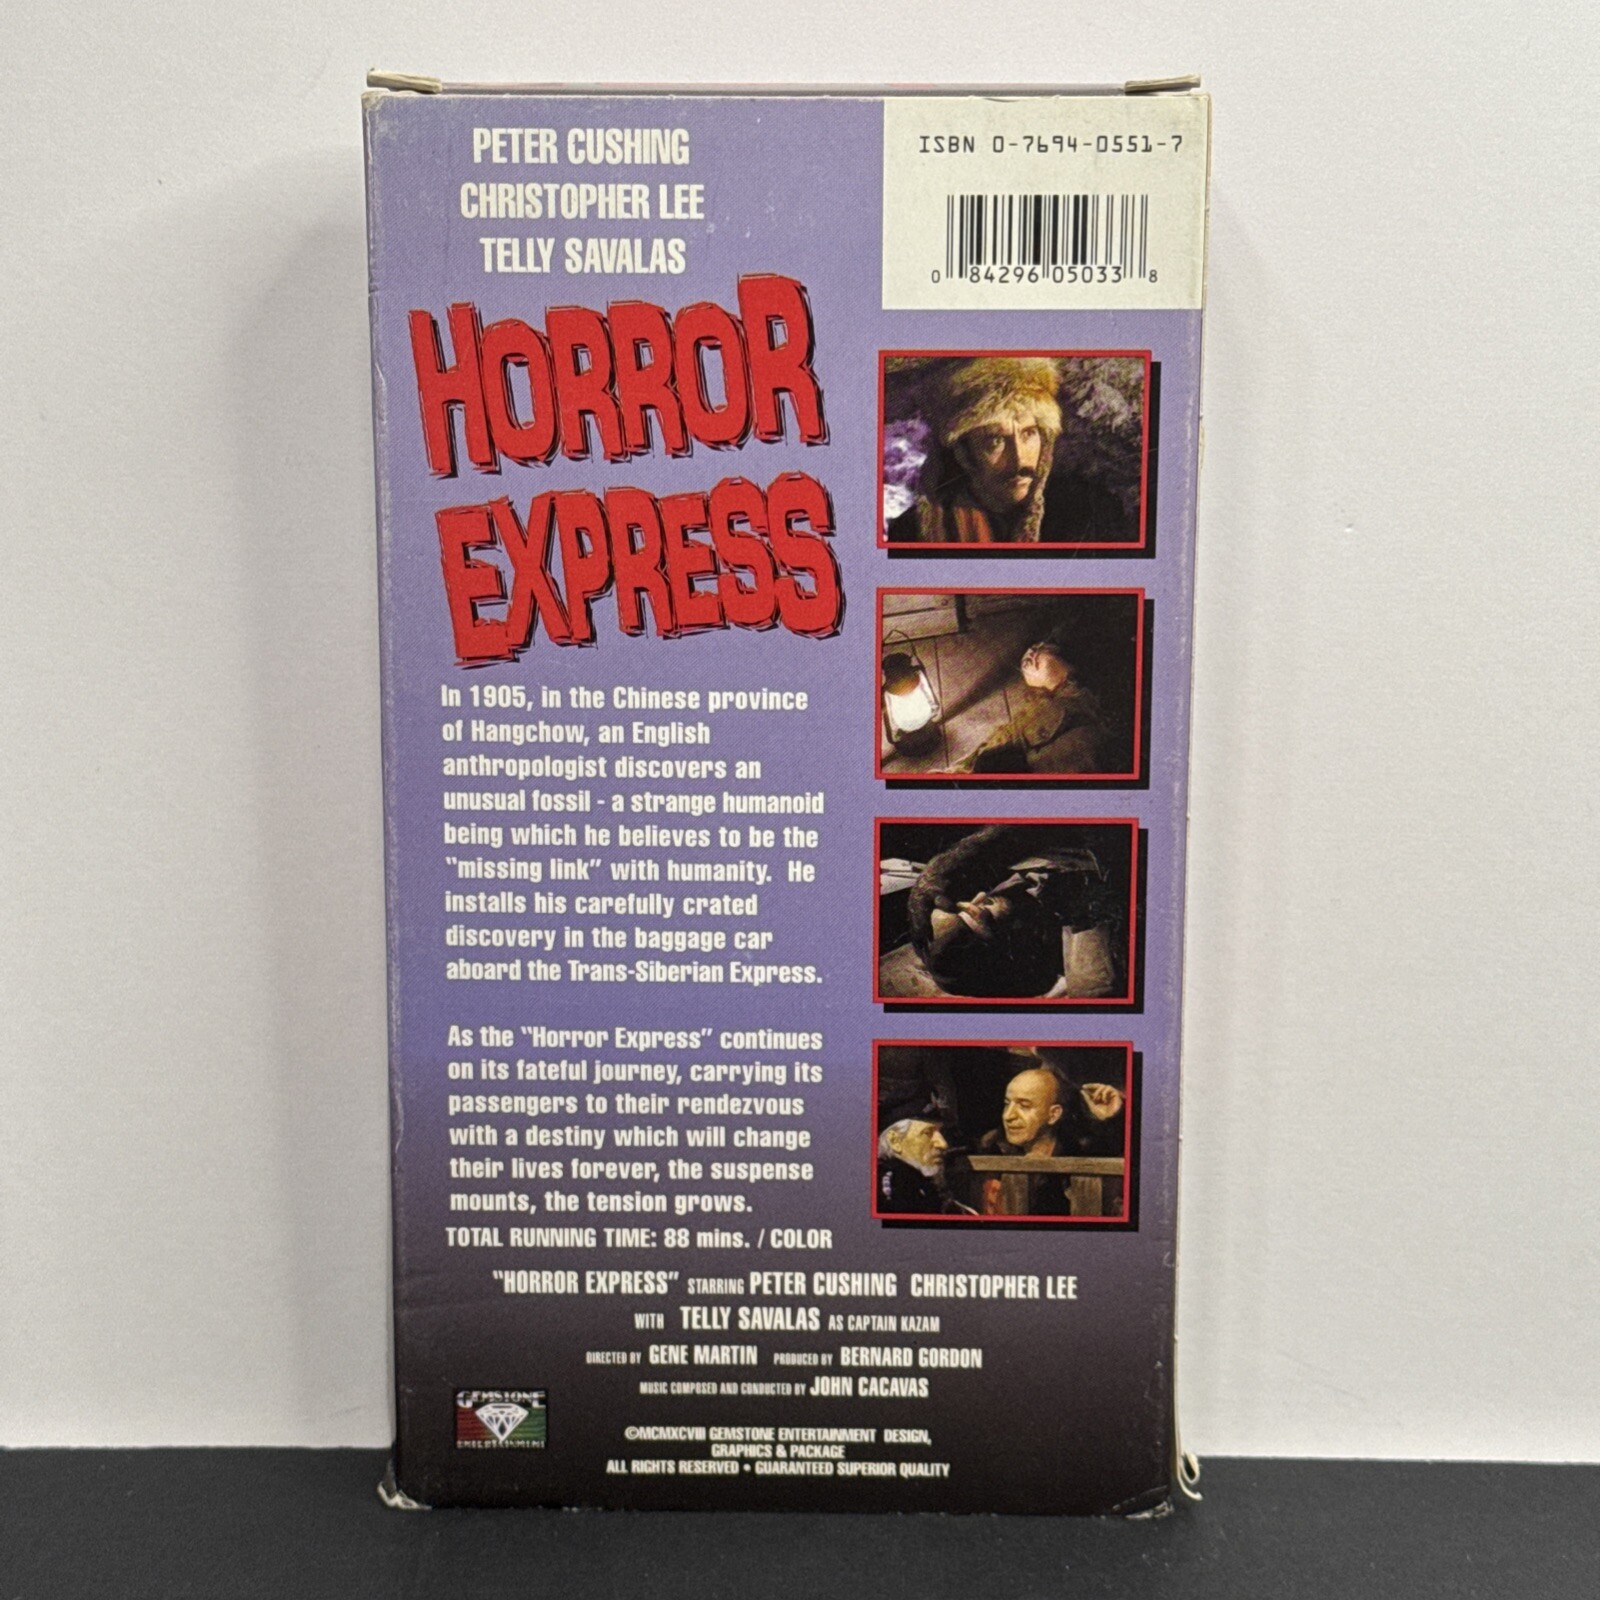 PETER CUSHING
CHRISTOPHER LEE
TELLY SAVALAS
ISBN 0-7694-0551-7
0 84296 05033 8
HORROR
EXPRESS
In 1905, in the Chinese province
of Hangchow, an English
anthropologist discovers an
unusual fossil - a strange humanoid
being which he believes to be the
"missing link" with humanity. He
installs his carefully crated
discovery in the baggage car
aboard the Trans-Siberian Express.
As the "Horror Express" continues
on its fateful journey, carrying its
passengers to their rendezvous
with a destiny which will change
their lives forever, the suspense
mounts, the tension grows.
TOTAL RUNNING TIME: 88 mins. / COLOR
"HORROR EXPRESS" STARRING PETER CUSHING CHRISTOPHER LEE
WITH TELLY SAVALAS AS CAPTAIN KAZAM
DIRECTED BY GENE MARTIN PRODUCED BY BERNARD GORDON
MUSIC COMPOSED AND CONDUCTED BY JOHN CACAVAS
GEMSTONE
ENTERTAINMENT
©MCMXCVIII GEMSTONE ENTERTAINMENT DESIGN,
GRAPHICS & PACKAGE
ALL RIGHTS RESERVED • GUARANTEED SUPERIOR QUALITY